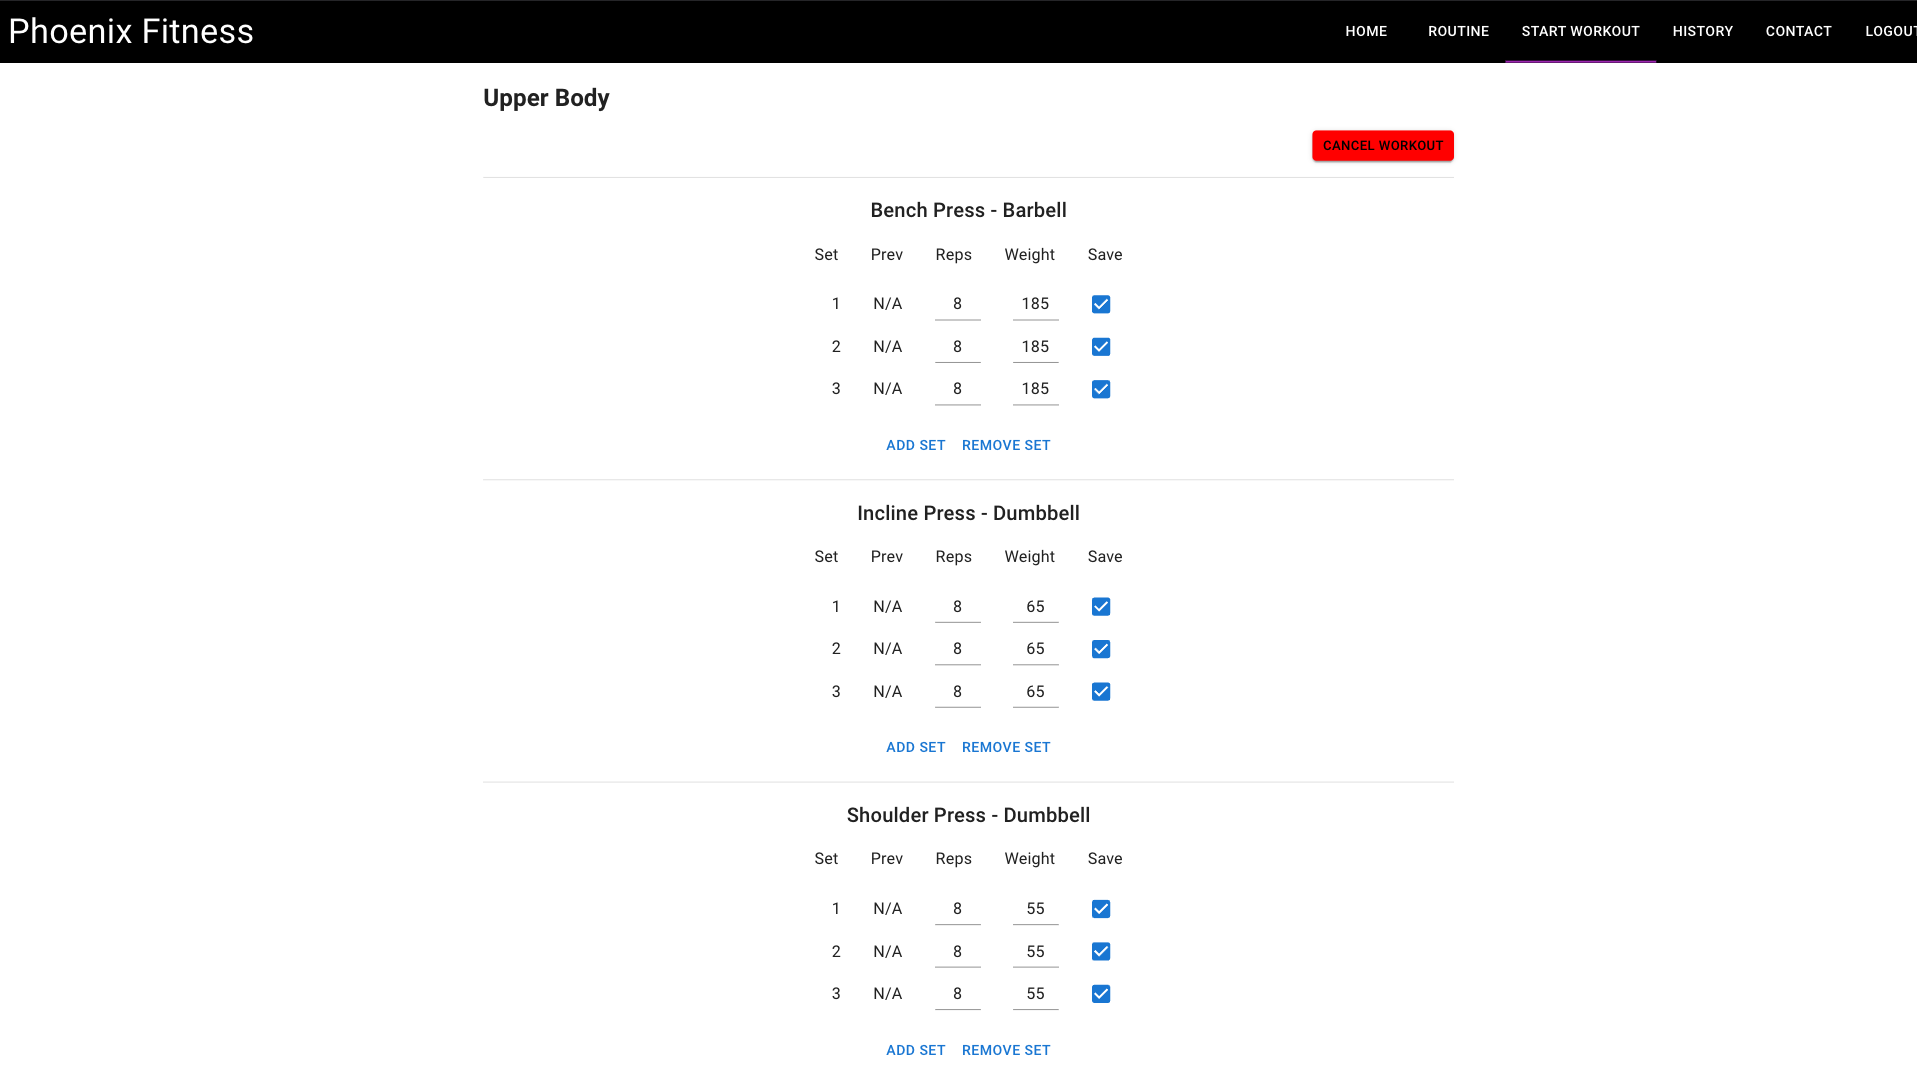 Phoenix Fitness HOME ROUTINE START WORKOUT HISTORY CONTACT LOGOUT
Upper Body
CANCEL WORKOUT
Bench Press - Barbell
Set Prev Reps Weight Save
1 N/A 8 185
2 N/A 8 185
3 N/A 8 185
ADD SET REMOVE SET
Incline Press - Dumbbell
Set Prev Reps Weight Save
1 N/A 8 65
2 N/A 8 65
3 N/A 8 65
ADD SET REMOVE SET
Shoulder Press - Dumbbell
Set Prev Reps Weight Save
1 N/A 8 55
2 N/A 8 55
3 N/A 8 55
ADD SET REMOVE SET